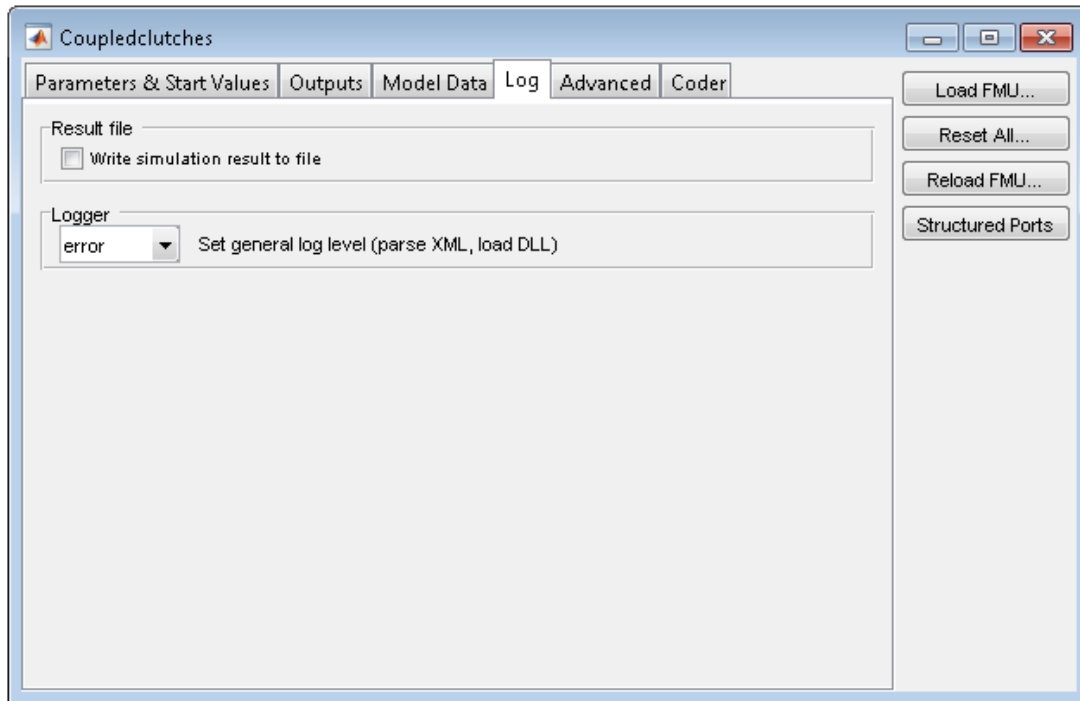 Coupledclutches
Parameters & Start Values Outputs Model Data Log Advanced Coder
Load FMU...
Reset All...
Reload FMU...
Structured Ports
Result file
Write simulation result to file
Logger
error Set general log level (parse XML, load DLL)